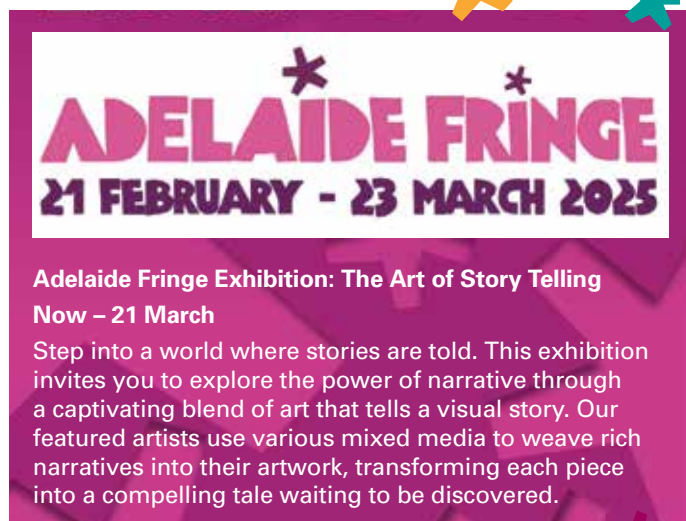 ADELAIDE FRINGE
21 FEBRUARY - 23 MARCH 2025
Adelaide Fringe Exhibition: The Art of Story Telling
Now – 21 March
Step into a world where stories are told. This exhibition
invites you to explore the power of narrative through
a captivating blend of art that tells a visual story. Our
featured artists use various mixed media to weave rich
narratives into their artwork, transforming each piece
into a compelling tale waiting to be discovered.